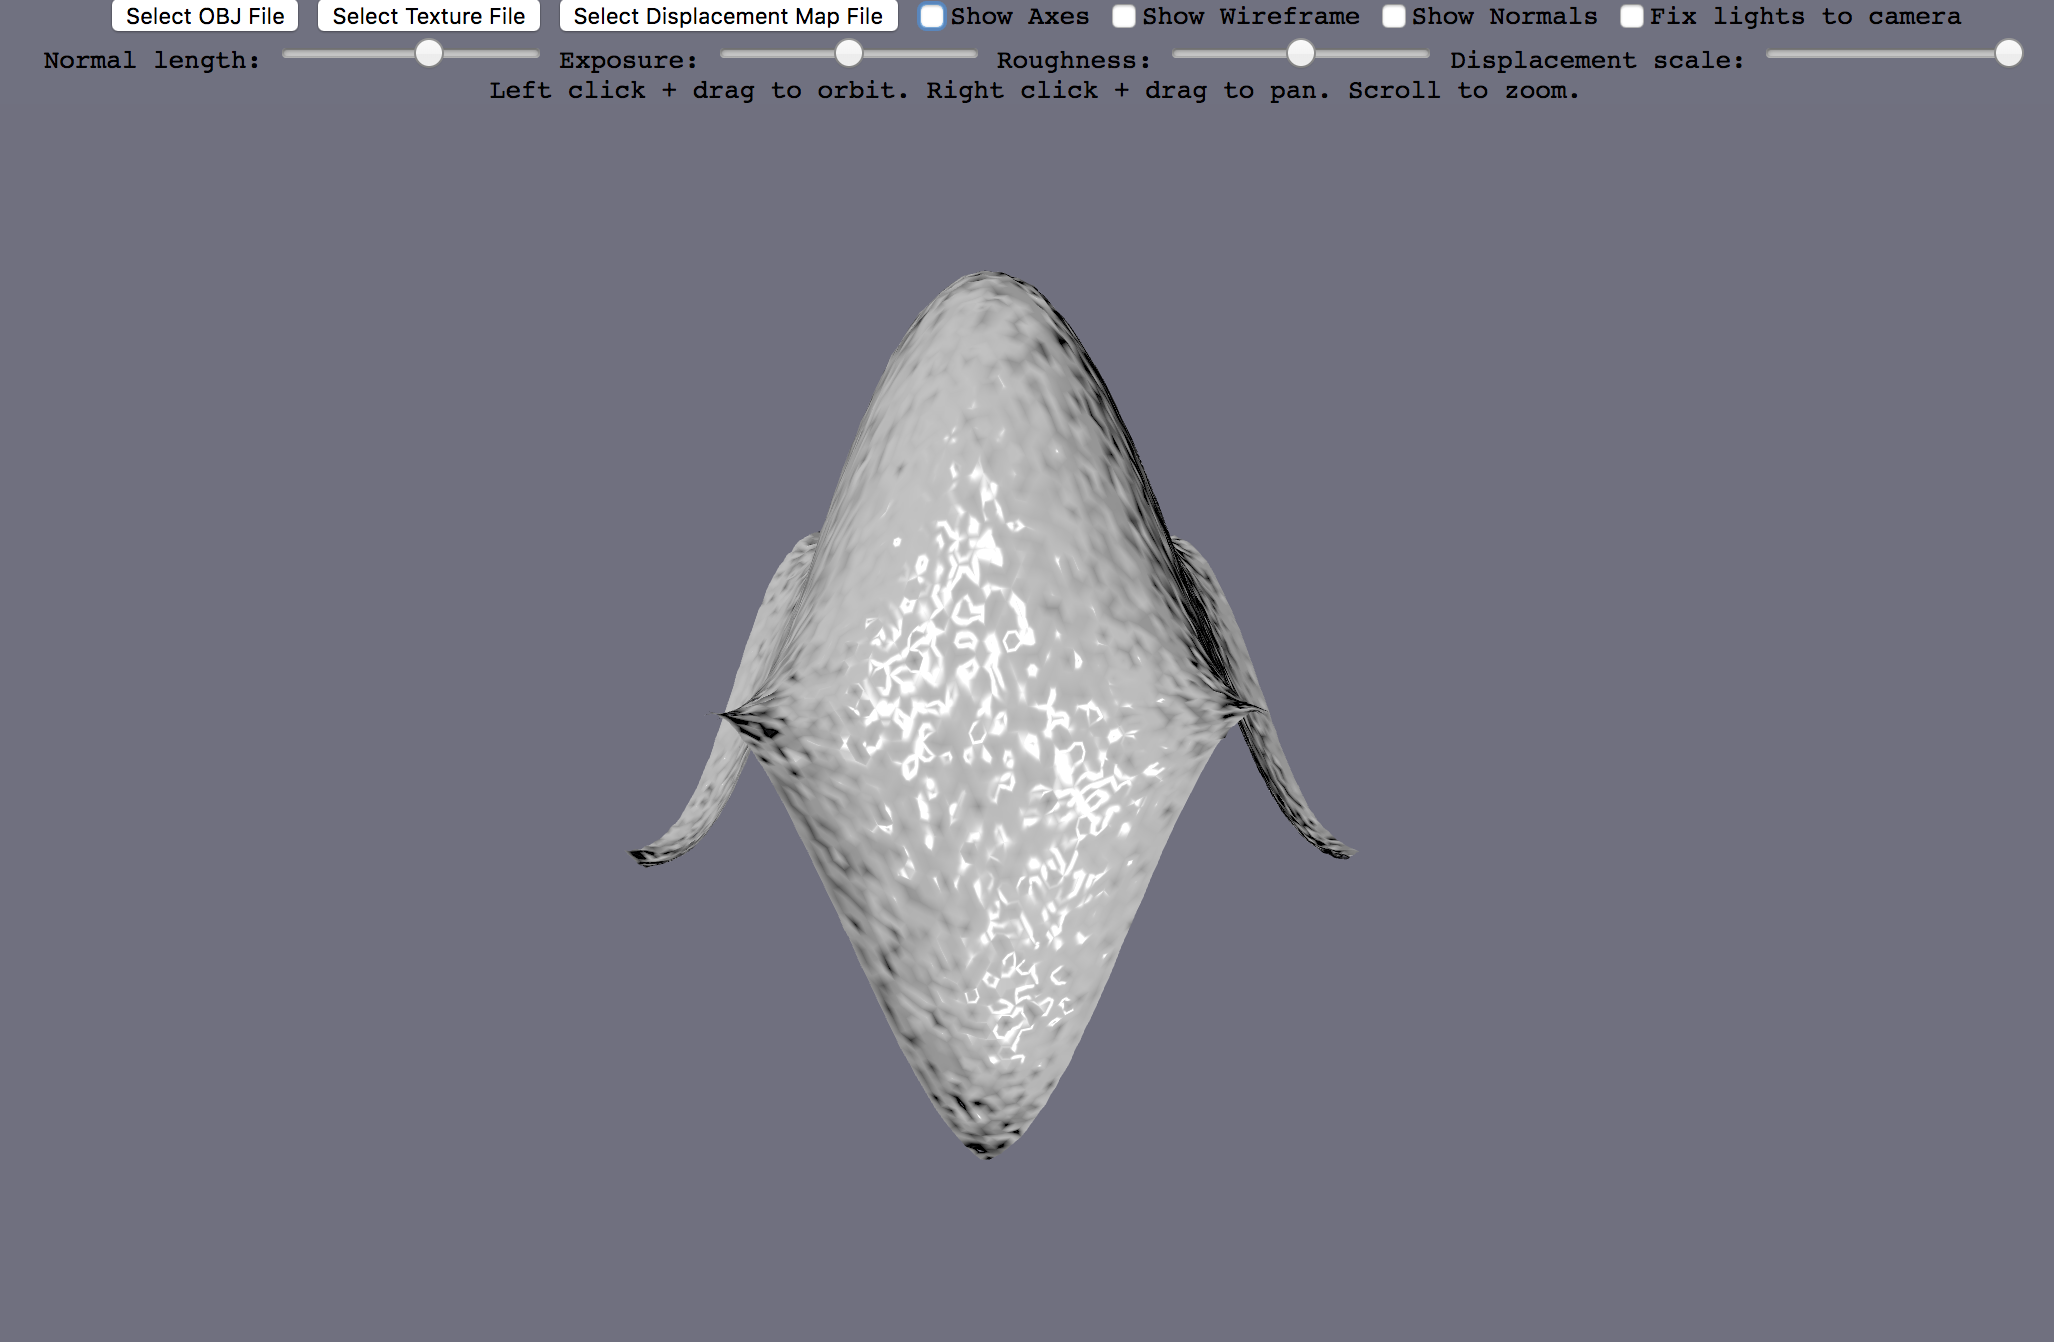 Select OBJ File Select Texture File Select Displacement Map File Show Axes Show Wireframe Show Normals Fix lights to camera
Normal length: Exposure: Roughness: Displacement scale:
Left click + drag to orbit. Right click + drag to pan. Scroll to zoom.